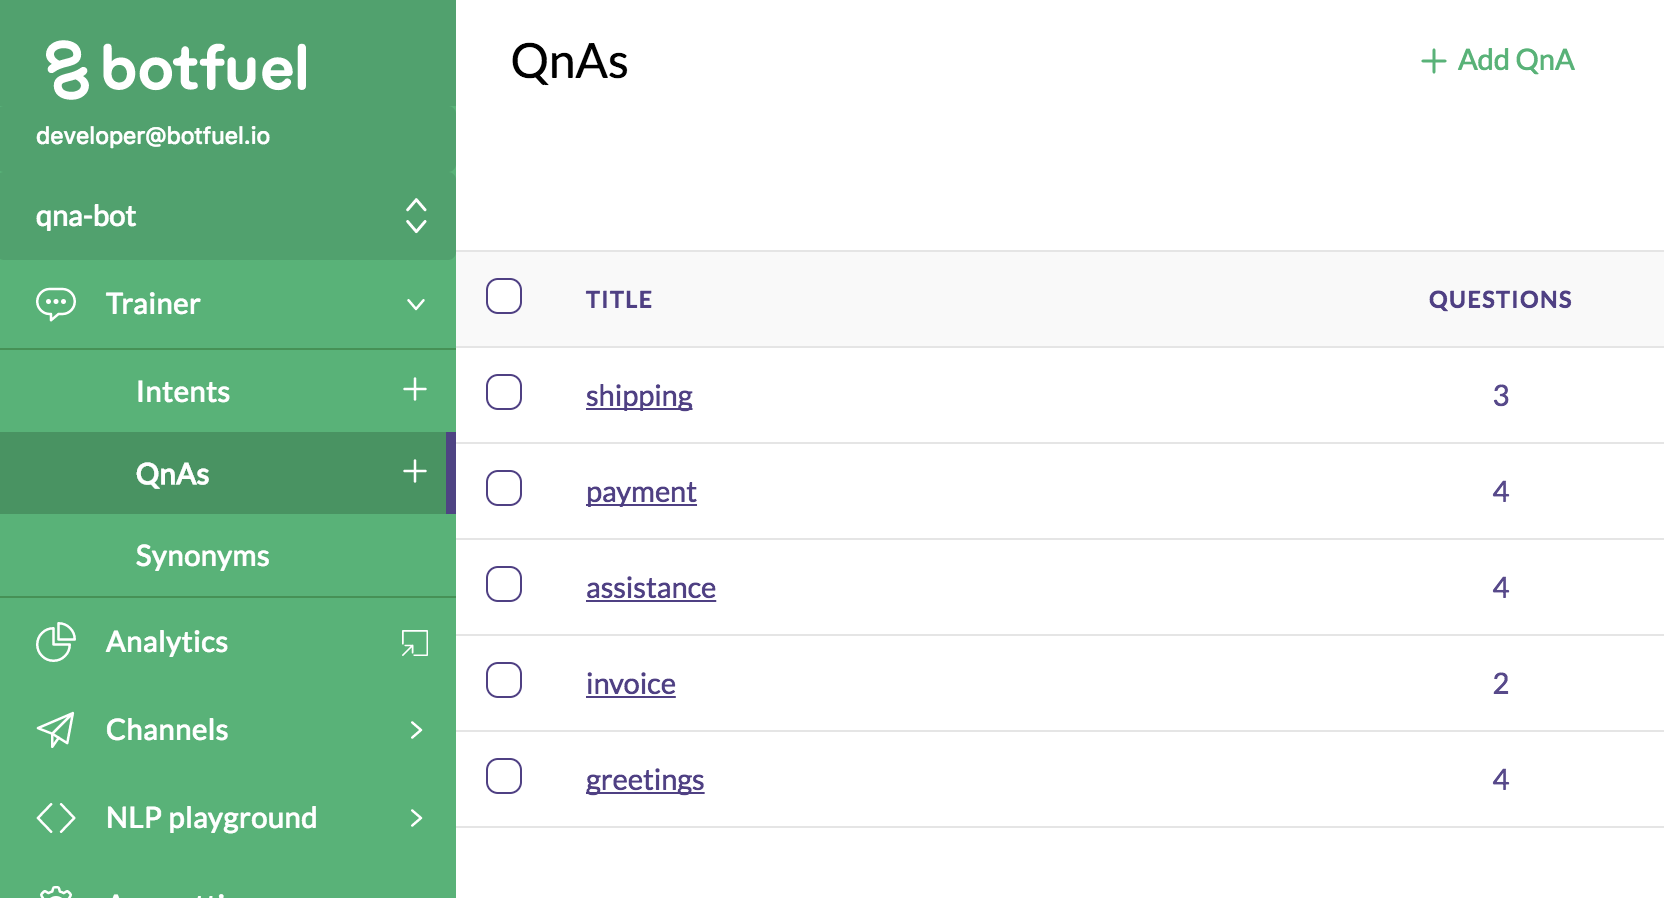 botfuel
developer@botfuel.io
qna-bot
Trainer
Intents
QnAs
Synonyms
Analytics
Channels
NLP playground
QnAs
+ Add QnA
TITLE QUESTIONS
shipping 3
payment 4
assistance 4
invoice 2
greetings 4